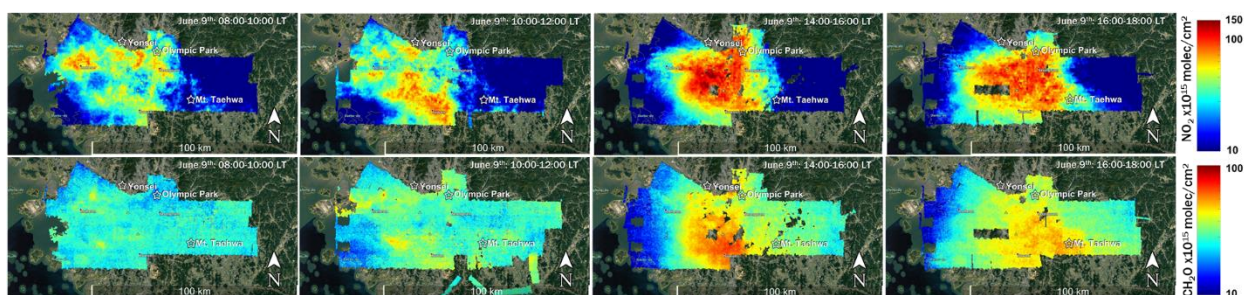 June 9th: 08:00-10:00 LT
Yonsei
Olympic Park
Mt. Taehwa
N
100 km
June 9th: 10:00-12:00 LT
Yonsei
Olympic Park
Mt. Taehwa
N
100 km
June 9th: 14:00-16:00 LT
Yonsei
Olympic Park
Mt. Taehwa
N
100 km
June 9th: 16:00-18:00 LT
Yonsei
Olympic Park
Mt. Taehwa
N
100 km
150
100
10
NO₂ x10¹⁵ molec/cm²
June 9th: 08:00-10:00 LT
Yonsei
Olympic Park
Mt. Taehwa
N
100 km
June 9th: 10:00-12:00 LT
Yonsei
Olympic Park
Mt. Taehwa
N
100 km
June 9th: 14:00-16:00 LT
Yonsei
Olympic Park
Mt. Taehwa
N
100 km
June 9th: 16:00-18:00 LT
Yonsei
Olympic Park
Mt. Taehwa
N
100 km
100
10
CH₂O x10¹⁵ molec/cm²